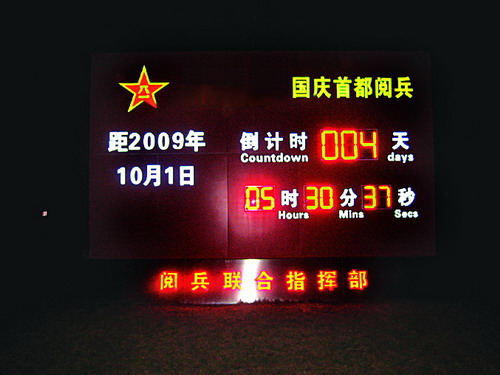 八一
国庆首都阅兵
距2009年
10月1日
倒计时 004 天
Countdown days
05 时 30 分 37 秒
Hours Mins Secs
阅兵联合指挥部